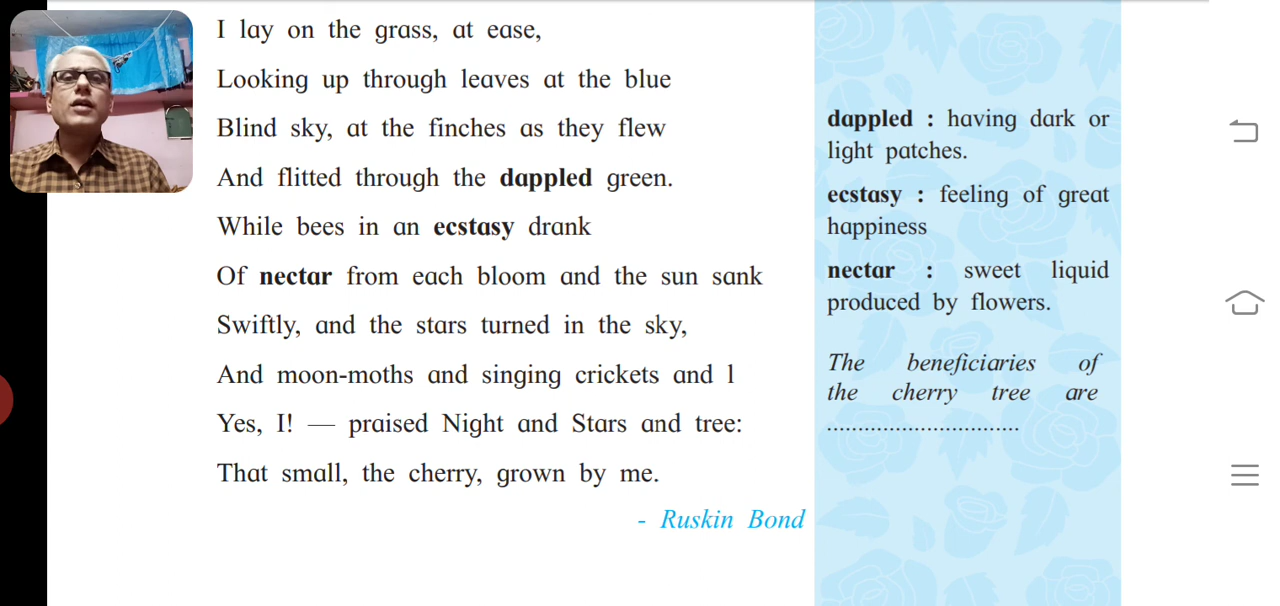 I lay on the grass, at ease,
Looking up through leaves at the blue
Blind sky, at the finches as they flew
And flitted through the dappled green.
While bees in an ecstasy drank
Of nectar from each bloom and the sun sank
Swiftly, and the stars turned in the sky,
And moon-moths and singing crickets and l
Yes, I! — praised Night and Stars and tree:
That small, the cherry, grown by me.
- Ruskin Bond
dappled : having dark or
light patches.
ecstasy : feeling of great
happiness
nectar : sweet liquid
produced by flowers.
The beneficiaries of
the cherry tree are
...............................